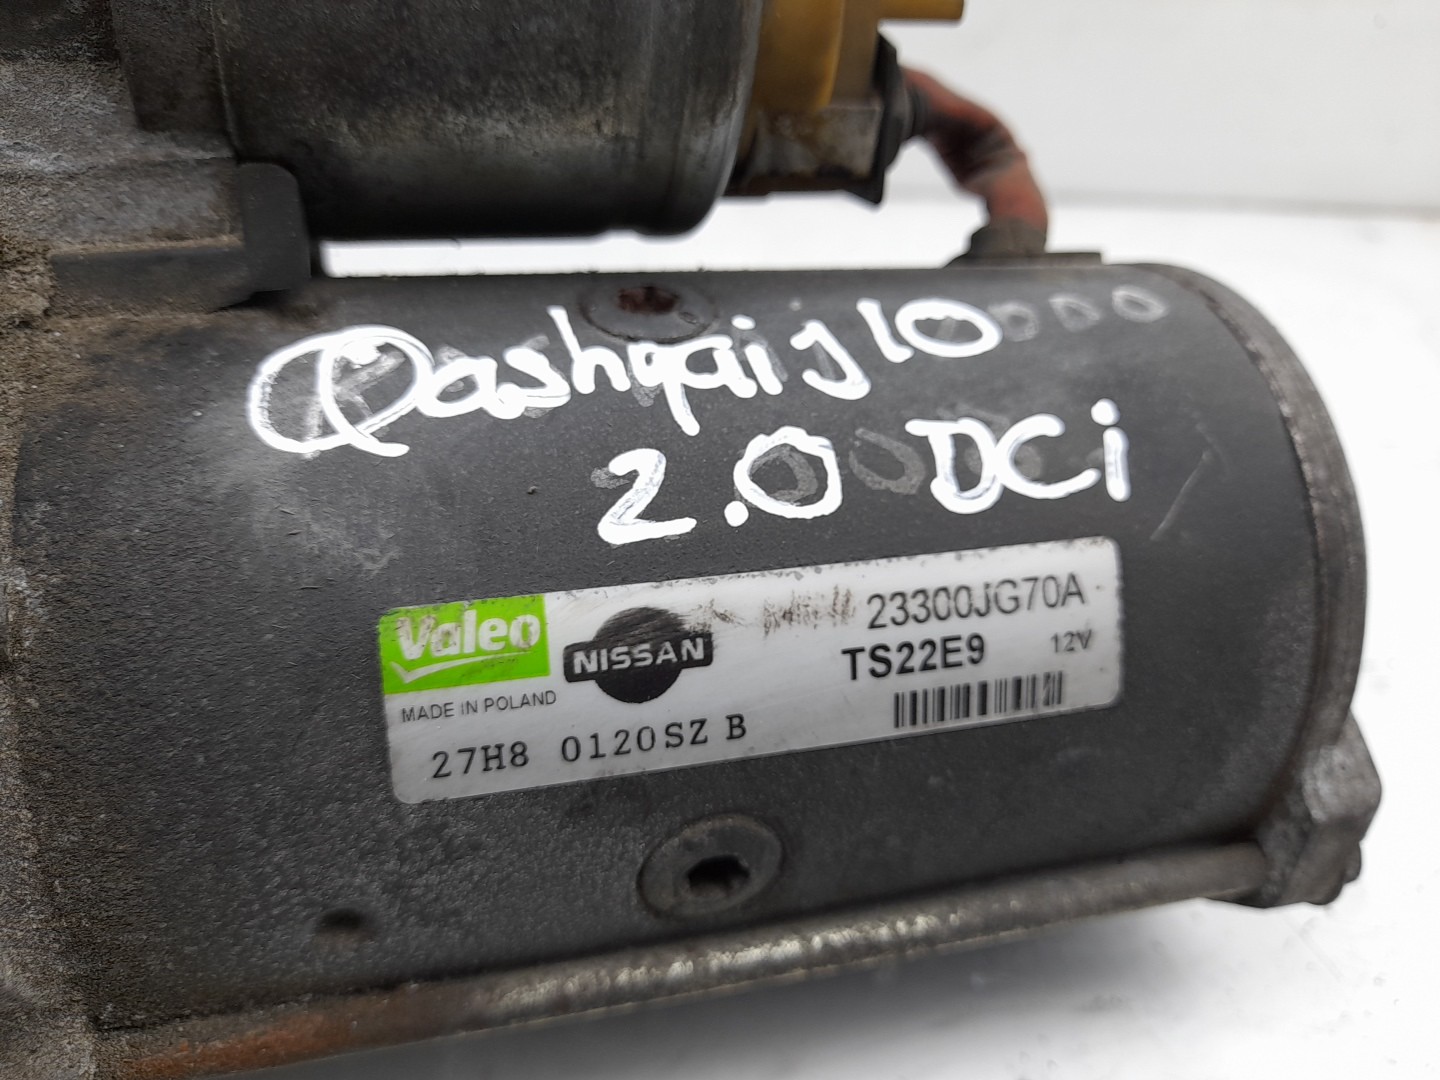 Qashqai j10
2.0 DCi
Valeo
NISSAN
23300JG70A
TS22E9
12V
MADE IN POLAND
27H8 0120SZ B